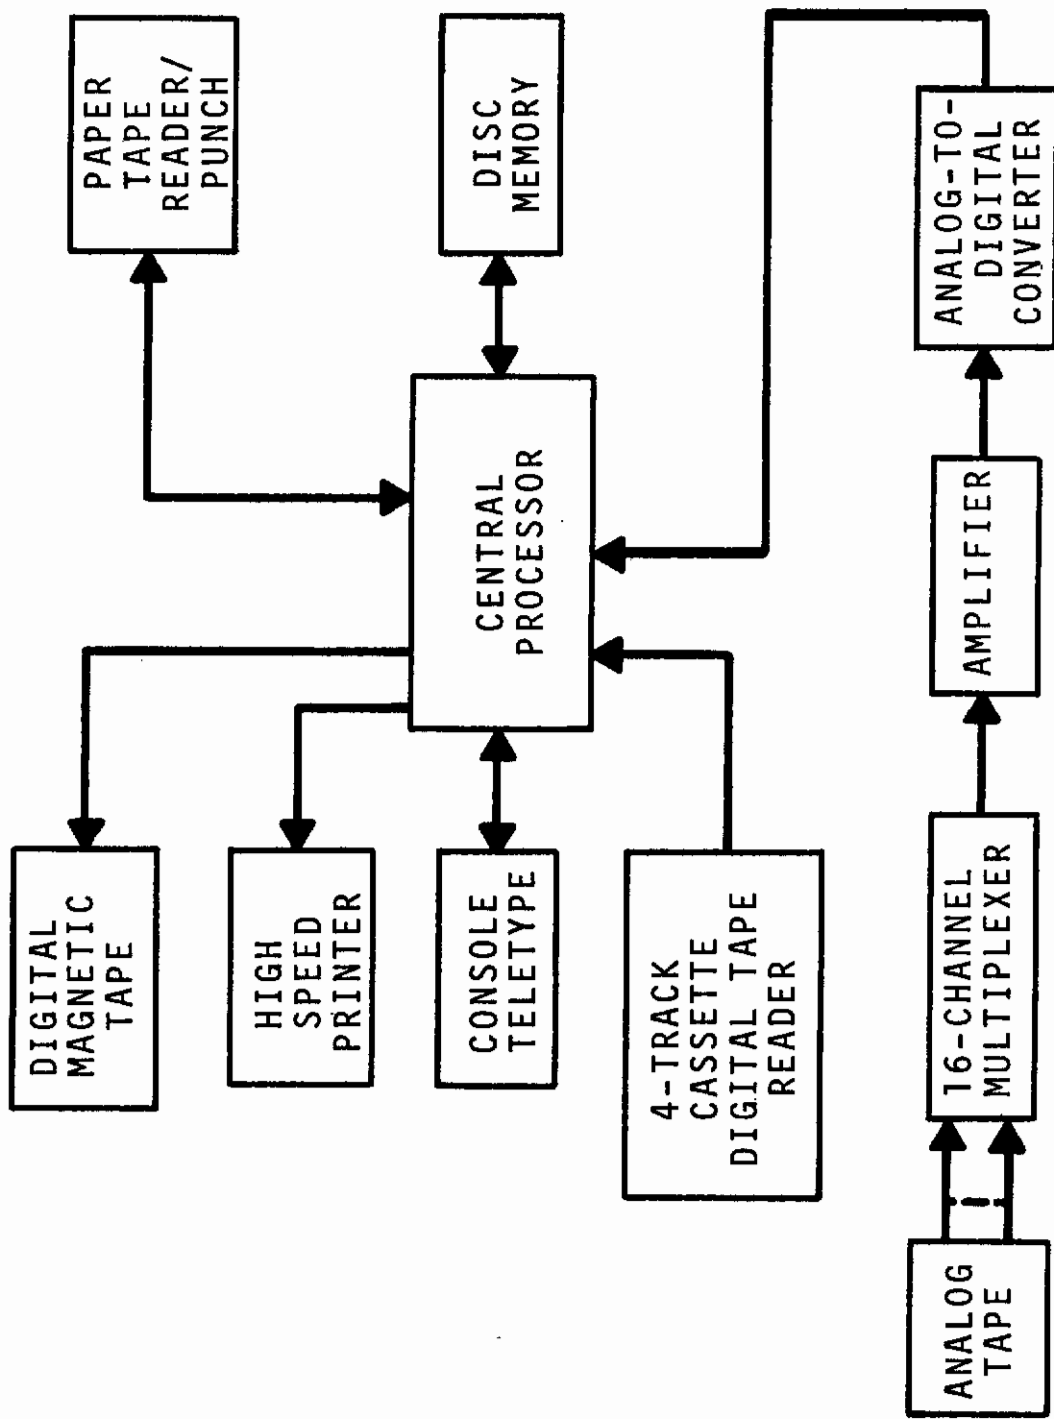 DIGITAL
MAGNETIC
TAPE
HIGH
SPEED
PRINTER
CONSOLE
TELETYPE
4-TRACK
CASSETTE
DIGITAL TAPE
READER
CENTRAL
PROCESSOR
PAPER
TAPE
READER/
PUNCH
DISC
MEMORY
ANALOG
TAPE
16-CHANNEL
MULTIPLEXER
AMPLIFIER
ANALOG-TO-
DIGITAL
CONVERTER